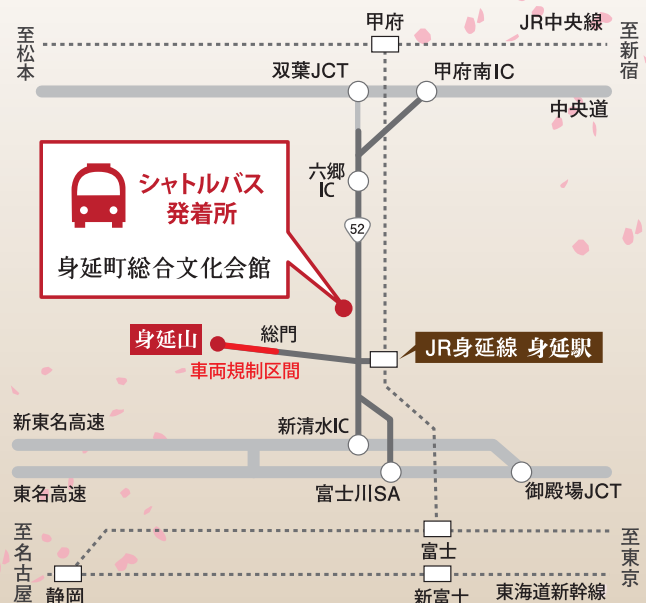 甲府
JR中央線
至松本
至新宿
双葉JCT
甲府南IC
中央道
六郷
IC
シャトルバス
発着所
身延町総合文化会館
52
身延山
総門
車両規制区間
JR身延線 身延駅
新東名高速
新清水IC
東名高速
富士川SA
御殿場JCT
至名古屋
富士
至東京
静岡
新富士
東海道新幹線